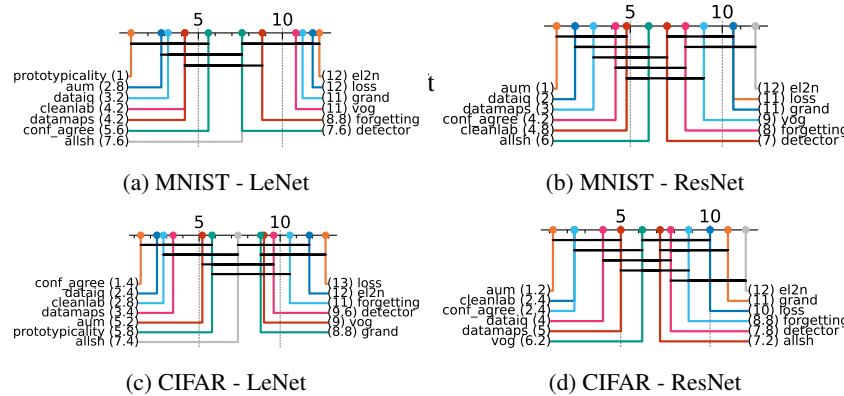 5 10
prototypicality (1) (12) el2n
aum (2.8) (12) loss
dataiq (3.2) (11) grand
cleanlab (4.2) (11) vog
datamaps (4.2) (8.8) forgetting
conf_agree (5.6) (7.6) detector
allsh (7.6)
(a) MNIST - LeNet
t
5 10
aum (1) (12) el2n
dataiq (2) (11) loss
datamaps (3) (11) grand
conf_agree (4.2) (9) vog
cleanlab (4.8) (8) forgetting
allsh (6) (7) detector
(b) MNIST - ResNet
5 10
conf_agree (1.4) (13) loss
dataiq (2.4) (12) el2n
cleanlab (2.8) (11) forgetting
datamaps (3.4) (9.6) detector
aum (5.2) (9) vog
prototypicality (5.8) (8.8) grand
allsh (7.4)
(c) CIFAR - LeNet
5 10
aum (1.2) (12) el2n
cleanlab (2.4) (11) grand
conf_agree (2.4) (10) loss
dataiq (4) (8.8) forgetting
datamaps (5) (7.8) detector
vog (6.2) (7.2) allsh
(d) CIFAR - ResNet